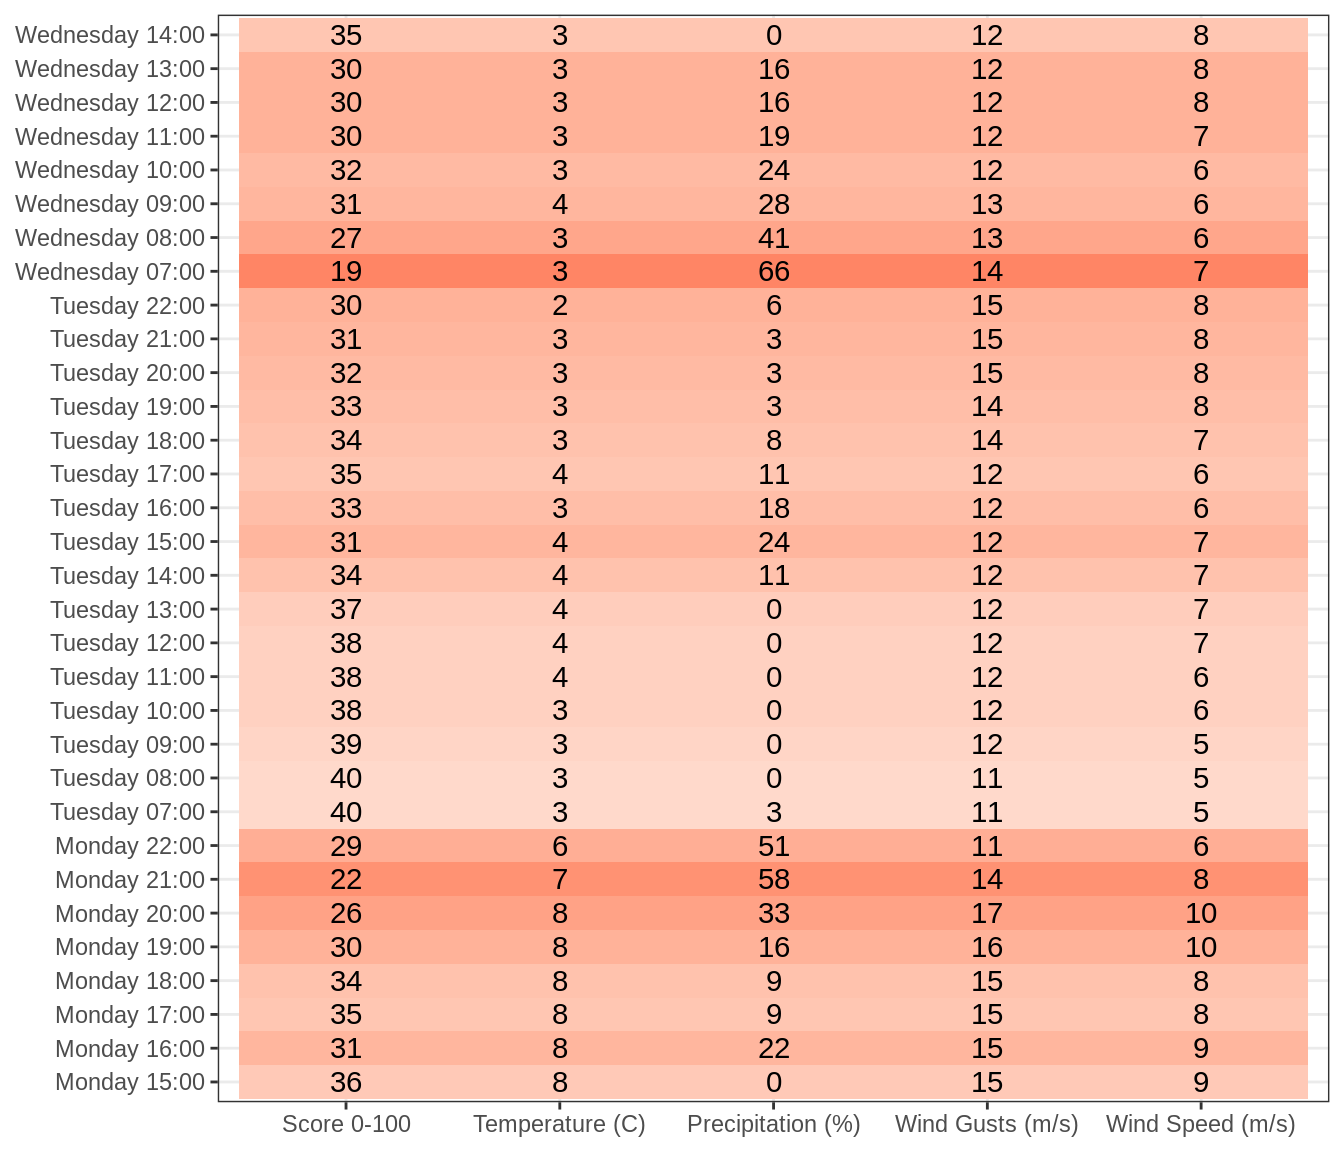 Wednesday 14:00 35 3 0 12 8
Wednesday 13:00 30 3 16 12 8
Wednesday 12:00 30 3 16 12 8
Wednesday 11:00 30 3 19 12 7
Wednesday 10:00 32 3 24 12 6
Wednesday 09:00 31 4 28 13 6
Wednesday 08:00 27 3 41 13 6
Wednesday 07:00 19 3 66 14 7
Tuesday 22:00 30 2 6 15 8
Tuesday 21:00 31 3 3 15 8
Tuesday 20:00 32 3 3 15 8
Tuesday 19:00 33 3 3 14 8
Tuesday 18:00 34 3 8 14 7
Tuesday 17:00 35 4 11 12 6
Tuesday 16:00 33 3 18 12 6
Tuesday 15:00 31 4 24 12 7
Tuesday 14:00 34 4 11 12 7
Tuesday 13:00 37 4 0 12 7
Tuesday 12:00 38 4 0 12 7
Tuesday 11:00 38 4 0 12 6
Tuesday 10:00 38 3 0 12 6
Tuesday 09:00 39 3 0 12 5
Tuesday 08:00 40 3 0 11 5
Tuesday 07:00 40 3 3 11 5
Monday 22:00 29 6 51 11 6
Monday 21:00 22 7 58 14 8
Monday 20:00 26 8 33 17 10
Monday 19:00 30 8 16 16 10
Monday 18:00 34 8 9 15 8
Monday 17:00 35 8 9 15 8
Monday 16:00 31 8 22 15 9
Monday 15:00 36 8 0 15 9
Score 0-100 Temperature (C) Precipitation (%) Wind Gusts (m/s) Wind Speed (m/s)